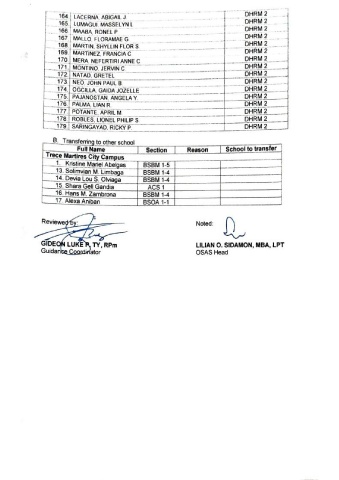 164 LACERNA, ABIGAIL J DHRM 2
165 LUMAGUI, MASSELYN L DHRM 2
166 MAABA, RONEL P DHRM 2
167 MALLO, FLORAMAE G DHRM 2
168 MARTIN, SHYLLIN FLOR S DHRM 2
169 MARTINEZ, FRANCIS C DHRM 2
170 MERA, NEFERTIRI ANNE C DHRM 2
171 MONTINO, JERVIN C DHRM 2
172 NATAD, GRETEL DHRM 2
173 NEO, JOHN PAUL B DHRM 2
174 OGCILLA, GAIDA JOZELLE DHRM 2
175 PAJANOSTAN, ANGELA Y. DHRM 2
176 PALMA, LIAN R DHRM 2
177 POTANTE, APRIL M DHRM 2
178 ROBLES, LIONEL PHILIP S DHRM 2
179 SARINGAYAD, RICKY P. DHRM 2
B. Transferring to other school
Full Name Section Reason School to transfer
Trece Martires City Campus
1. Kristine Mariel Abelgas BSBM 1-5
13. Solimvian M. Limbaga BSBM 1-4
14. Devia Lou S. Olviaga BSBM 1-4
15. Shara Gell Gandia ACS 1
16. Hans M. Zambrona BSBM 1-4
17. Alexa Aniban BSOA 1-1
Reviewed by: Noted:
GIDEON LUKE P. TY, RPm LILIAN O. SIDAMON, MBA, LPT
Guidance Coordinator OSAS Head